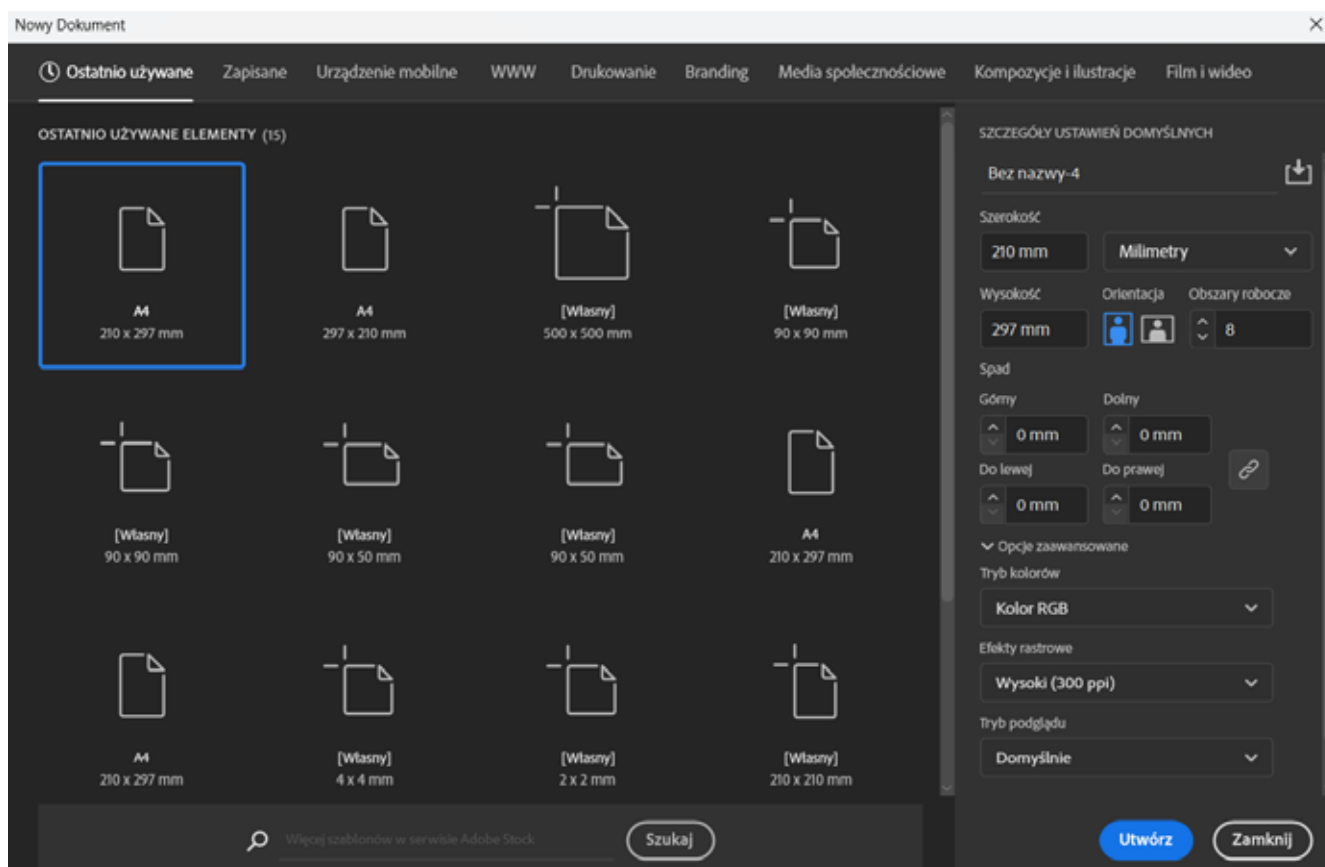 Nowy Dokument
Ostatnio używane Zapisane Urządzenie mobilne WWW Drukowanie Branding Media społecznościowe Kompozycje i ilustracje Film i wideo
OSTATNIO UŻYWANE ELEMENTY (15)
A4
210 x 297 mm
A4
297 x 210 mm
[Własny]
500 x 500 mm
[Własny]
90 x 90 mm
[Własny]
90 x 90 mm
[Własny]
90 x 50 mm
[Własny]
90 x 50 mm
A4
210 x 297 mm
A4
210 x 297 mm
[Własny]
4 x 4 mm
[Własny]
2 x 2 mm
[Własny]
210 x 210 mm
Więcej szablonów w serwisie Adobe Stock
Szukaj
SZCZEGÓŁY USTAWIEŃ DOMYŚLNYCH
Bez nazwy-4
Szerokość
210 mm Milimetry
Wysokość Orientacja Obszary robocze
297 mm 8
Spad
Górny Dolny
0 mm 0 mm
Do lewej Do prawej
0 mm 0 mm
Opcje zaawansowane
Tryb kolorów
Kolor RGB
Efekty rastrowe
Wysoki (300 ppi)
Tryb podglądu
Domyślnie
Utwórz Zamknij